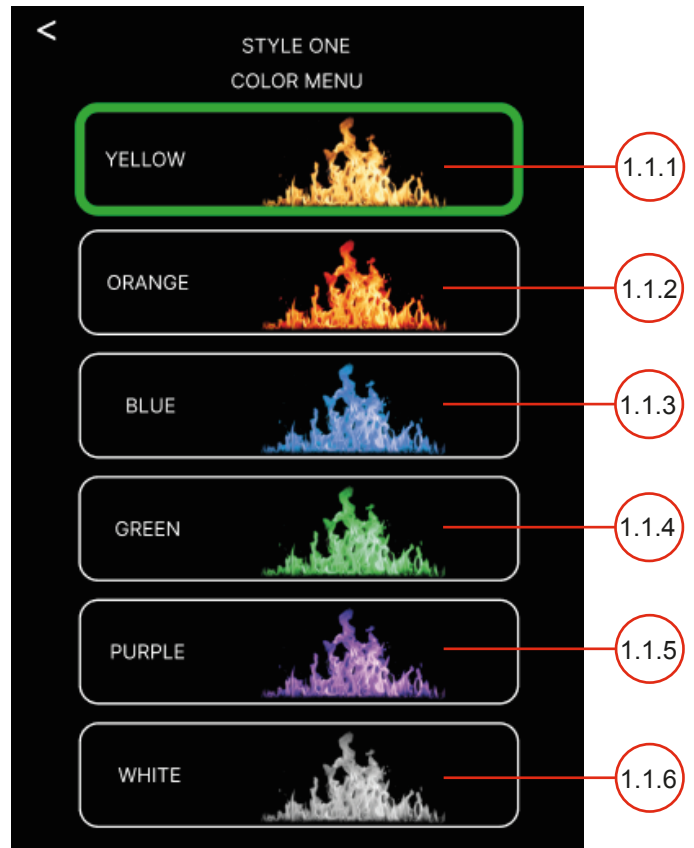 <
STYLE ONE
COLOR MENU
YELLOW
1.1.1
ORANGE
1.1.2
BLUE
1.1.3
GREEN
1.1.4
PURPLE
1.1.5
WHITE
1.1.6